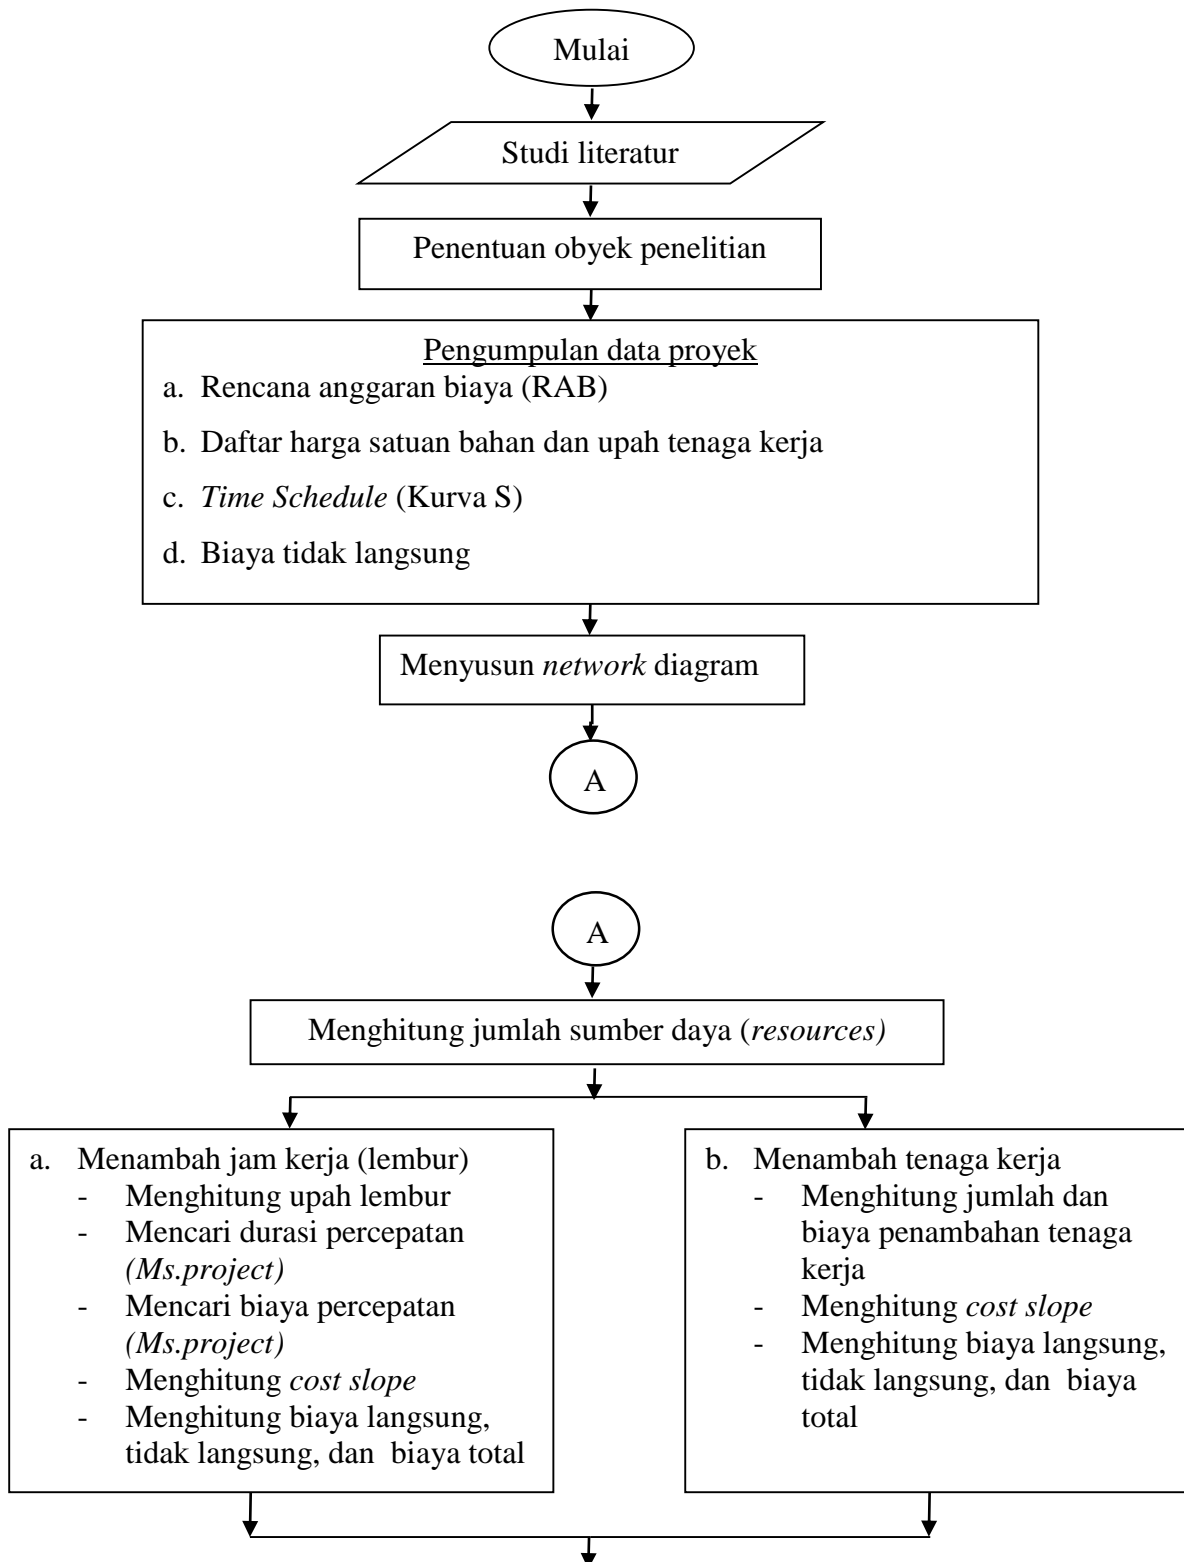 Mulai
Studi literatur
Penentuan obyek penelitian
Pengumpulan data proyek
a. Rencana anggaran biaya (RAB)
b. Daftar harga satuan bahan dan upah tenaga kerja
c. Time Schedule (Kurva S)
d. Biaya tidak langsung
Menyusun network diagram
A
A
Menghitung jumlah sumber daya (resources)
a. Menambah jam kerja (lembur)
- Menghitung upah lembur
- Mencari durasi percepatan
(Ms.project)
- Mencari biaya percepatan
(Ms.project)
- Menghitung cost slope
- Menghitung biaya langsung,
tidak langsung, dan biaya total
b. Menambah tenaga kerja
- Menghitung jumlah dan
biaya penambahan tenaga
kerja
- Menghitung cost slope
- Menghitung biaya langsung,
tidak langsung, dan biaya
total